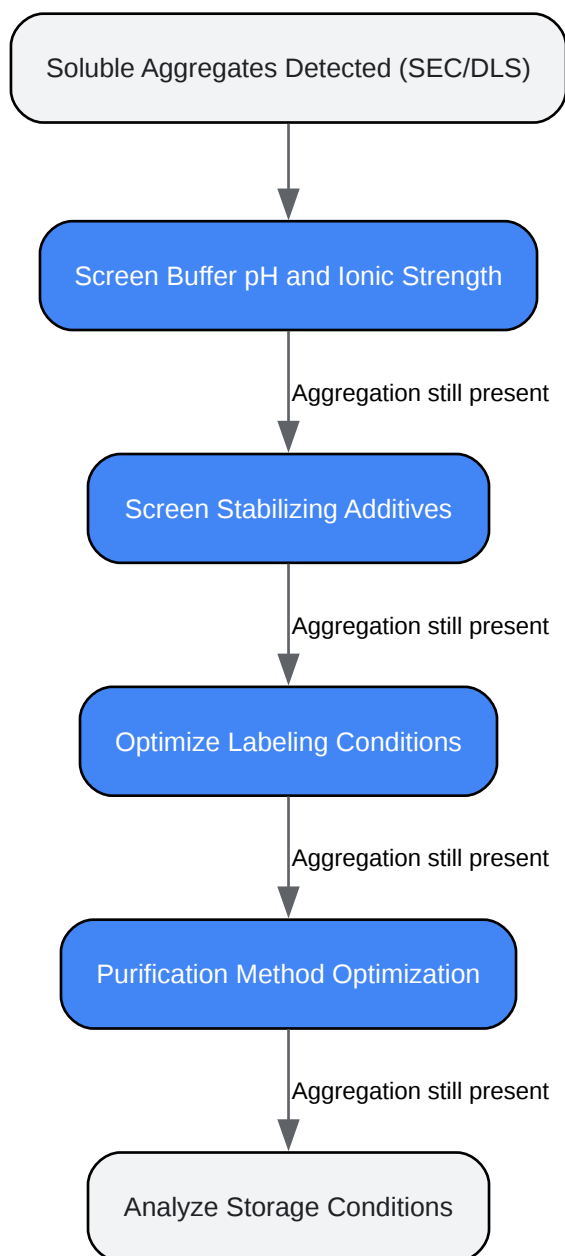 Soluble Aggregates Detected (SEC/DLS)
Screen Buffer pH and Ionic Strength
Aggregation still present
Screen Stabilizing Additives
Aggregation still present
Optimize Labeling Conditions
Aggregation still present
Purification Method Optimization
Aggregation still present
Analyze Storage Conditions